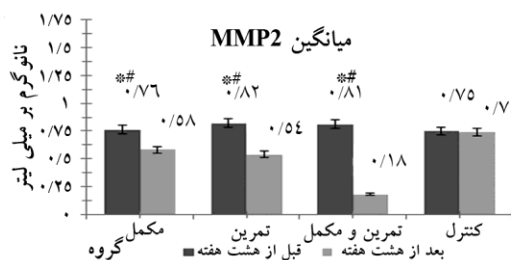 میانگین MMP2
نانوگرم بر میلی لیتر
۱/۷۵
۱/۵
۱/۲۵
۱
۰/۷۵
۰/۵
۰/۲۵
۰
*# *# *#
۰/۷۶ ۰/۸۲ ۰/۸۱ ۰/۷۵
۰/۵۸ ۰/۵۴ ۰/۱۸ ۰/۷
مکمل تمرین تمرین و مکمل کنترل
گروه
قبل از هشت هفته بعد از هشت هفته